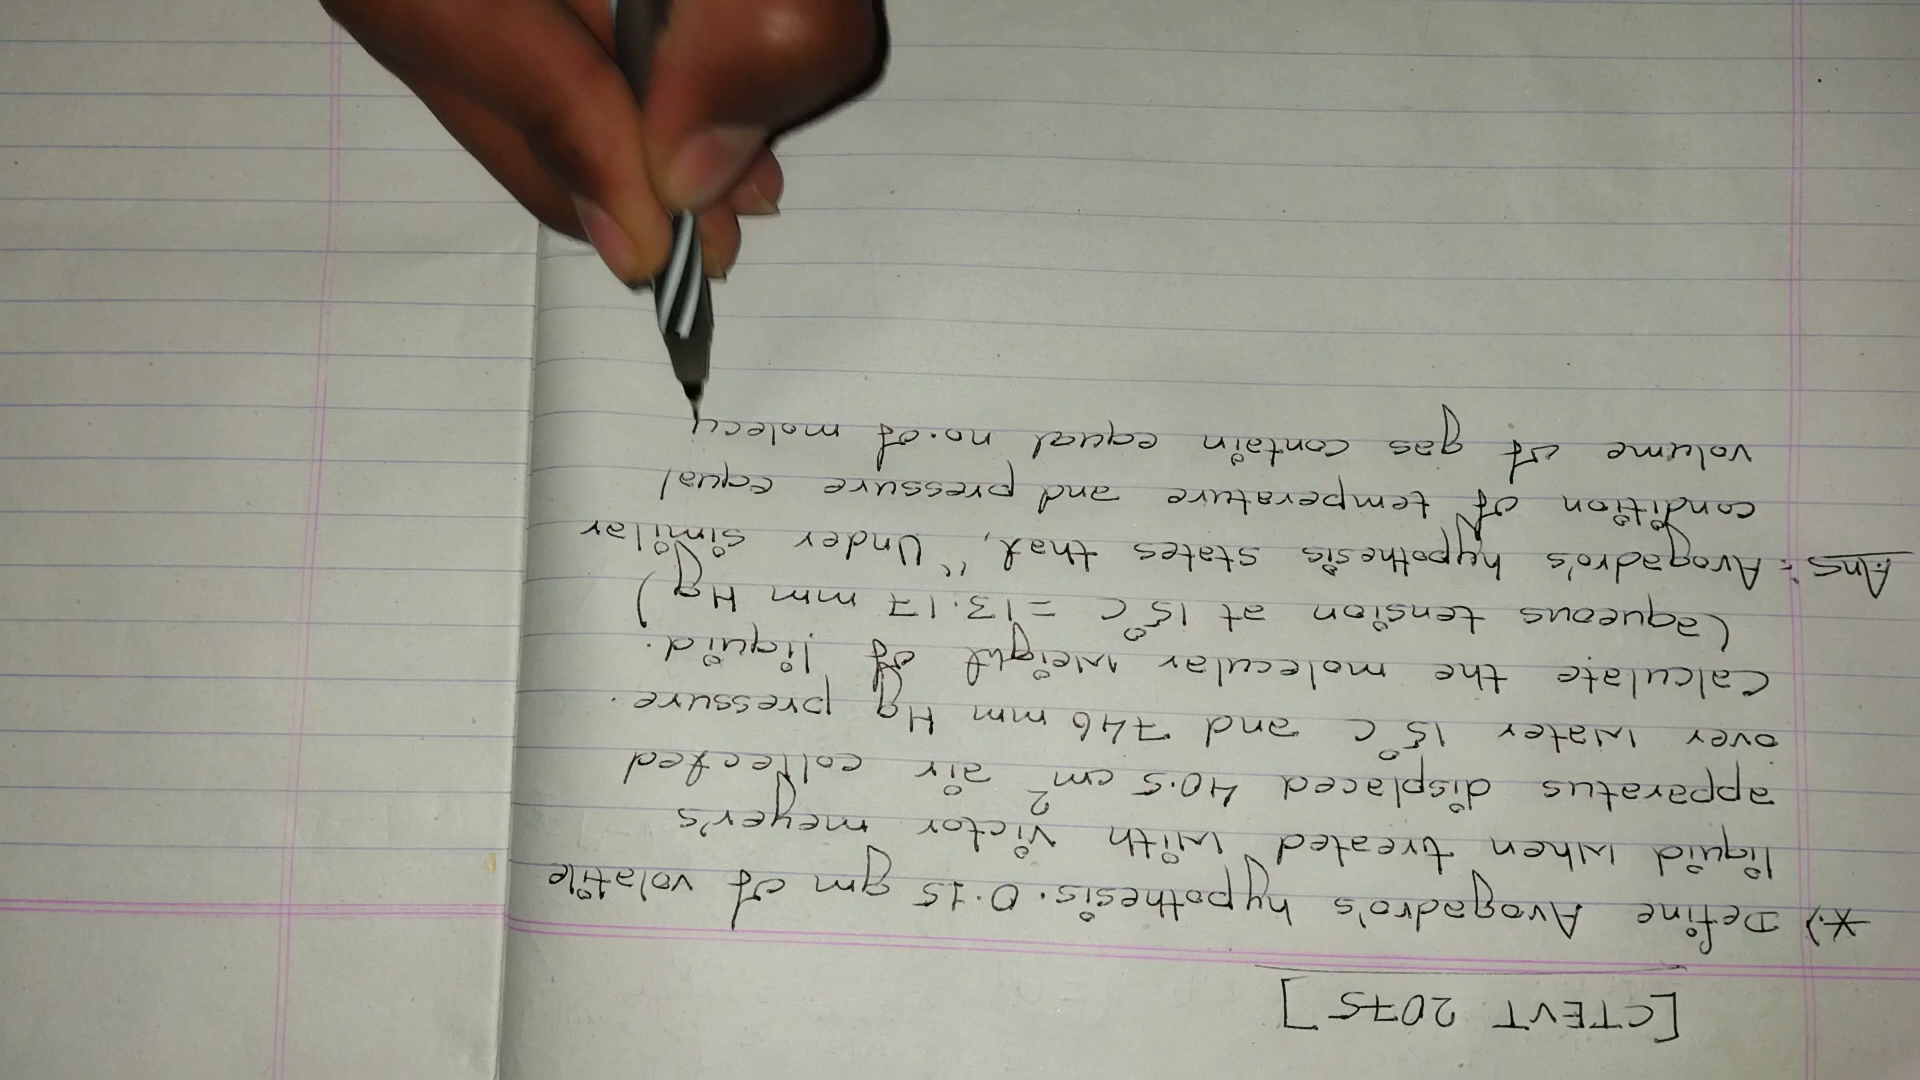 [CTEVT 2075]
*) Define Avogadro's hypothesis. 0.15 gm of volatile
liquid when treated with victor meyer's
apparatus displaced 40.5 cm² air collected
over water 15°C and 746 mm Hg pressure.
Calculate the molecular weight of liquid.
(aqueous tension at 15°C = 13.17 mm Hg)
Ans: Avogadro's hypothesis states that, "Under similar
condition of temperature and pressure equal
volume of gas contain equal no. of molecu